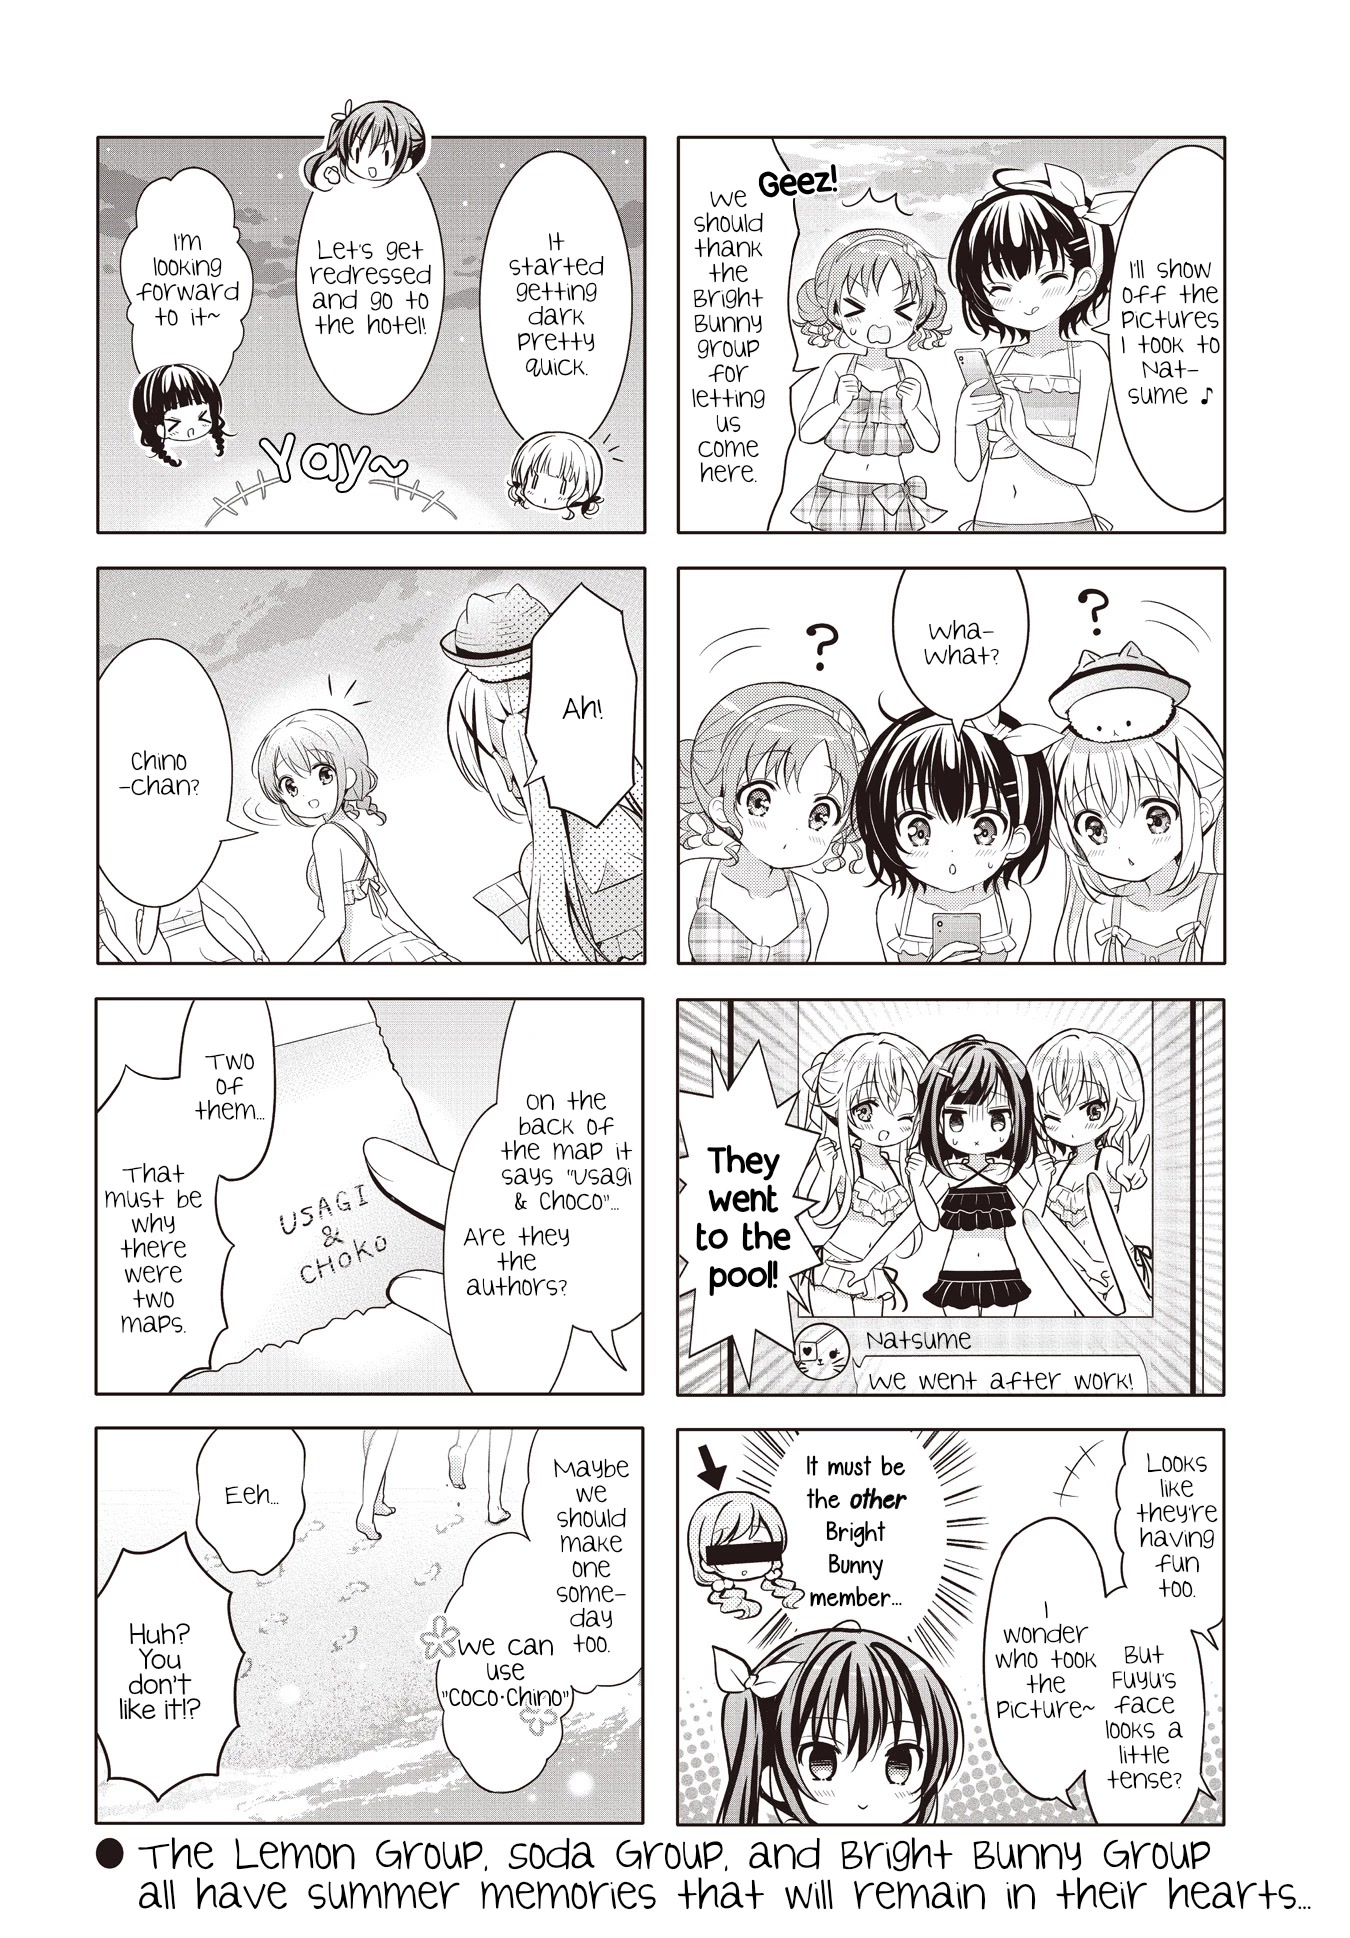 I'll show
off the
pictures
I took to
Nat-
sume ♪
Geez!
We
should
thank
the
Bright
Bunny
group
for
letting
us
come
here.
?
Wha-
What?
?
They
went
to the
pool!
Natsume
We went after work!
Looks
like
they're
having
fun
too.
But
Fuyu's
face
looks a
little
tense?
I
wonder
who took
the
picture~
It must be
the other
Bright
Bunny
member...
It
started
getting
dark
pretty
quick.
Let's get
redressed
and go to
the hotel!
I'm
looking
forward
to it~
Yay~
Ah!
Chino
-chan?
On the
back of
the map it
says "Usagi
& Choco"...
Are they
the
authors?
USAGI
&
CHOKO
Two
of
them...
That
must be
why
there
were
two
maps.
Maybe
we
should
make
one
some-
day
too.
We can
use
"Coco·Chino"
Eeh...
Huh?
You
don't
like it!?
● The Lemon Group, Soda Group, and Bright Bunny Group
all have summer memories that will remain in their hearts...